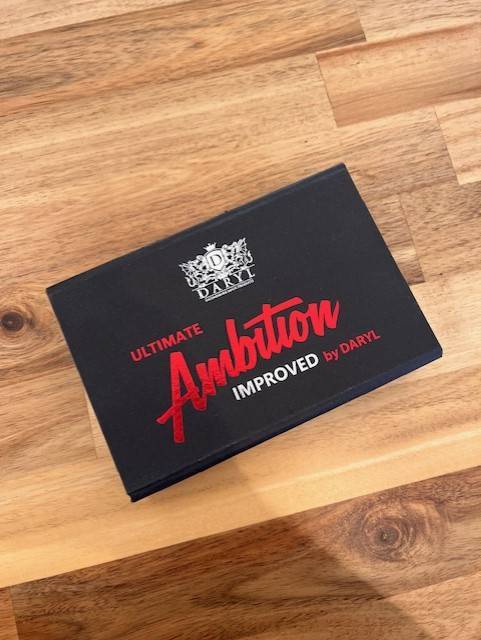 D
DARYL
ULTIMATE
Ambition
IMPROVED by DARYL